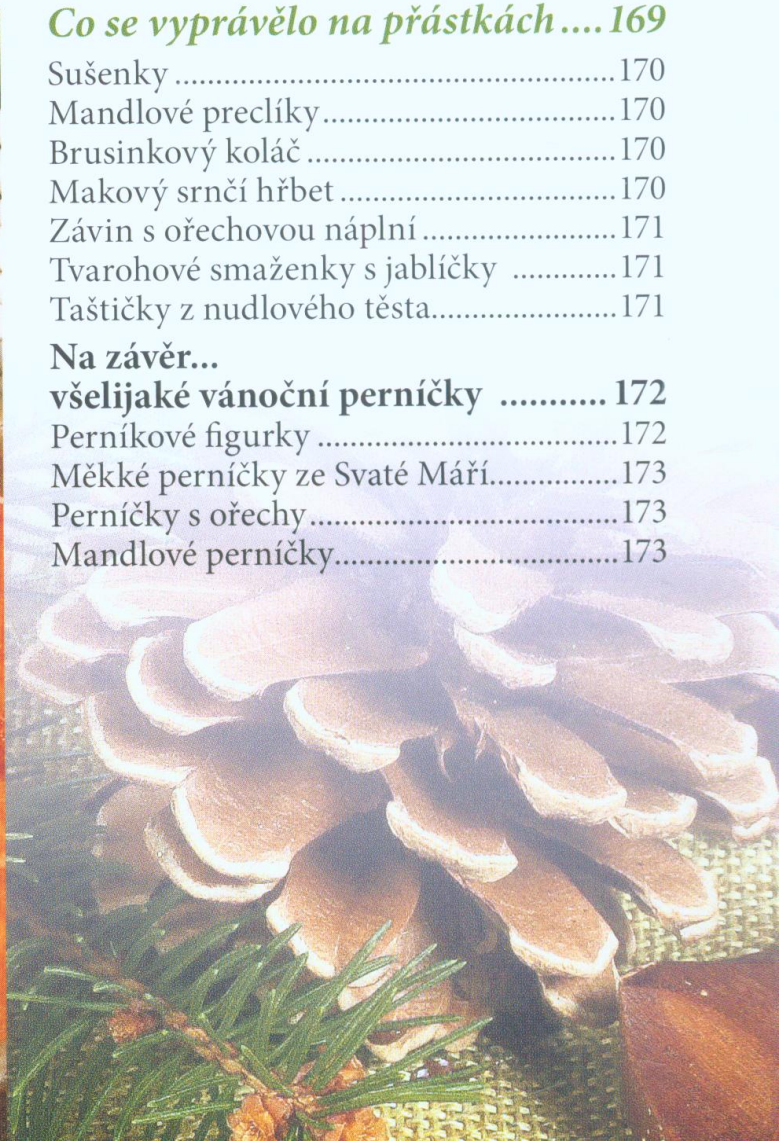 Co se vyprávělo na přástkách .... 169
Sušenky ........................................................ 170
Mandlové preclíky...................................... 170
Brusinkový koláč ........................................ 170
Makový srnčí hřbet .................................... 170
Závin s ořechovou náplní ......................... 171
Tvarohové smaženky s jablíčky ............. 171
Taštičky z nudlového těsta........................ 171
Na závěr...
všelijaké vánoční perníčky ........... 172
Perníkové figurky ....................................... 172
Měkké perníčky ze Svaté Máří................ 173
Perníčky s ořechy ........................................ 173
Mandlové perníčky..................................... 173